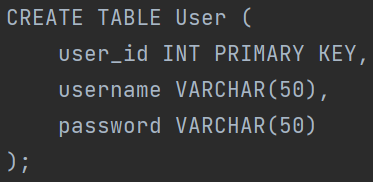 CREATE TABLE User (
    user_id INT PRIMARY KEY,
    username VARCHAR(50),
    password VARCHAR(50)
);